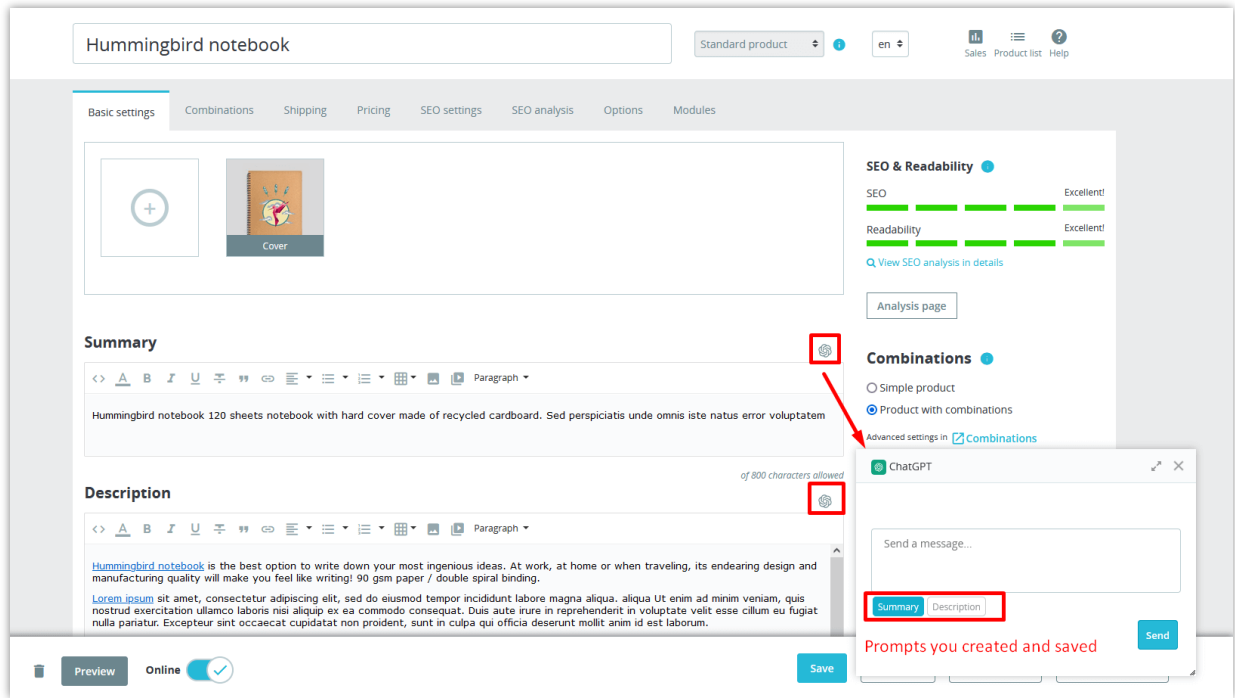 Hummingbird notebook
Standard product
en
Sales Product list Help
Basic settings Combinations Shipping Pricing SEO settings SEO analysis Options Modules
Cover
SEO & Readability
SEO Excellent!
Readability Excellent!
View SEO analysis in details
Analysis page
Summary
Paragraph
Hummingbird notebook 120 sheets notebook with hard cover made of recycled cardboard. Sed perspiciatis unde omnis iste natus error voluptatem
of 800 characters allowed
Combinations
Simple product
Product with combinations
Advanced settings in Combinations
Description
Paragraph
Hummingbird notebook is the best option to write down your most ingenious ideas. At work, at home or when traveling, its endearing design and
manufacturing quality will make you feel like writing! 90 gsm paper / double spiral binding.
Lorem ipsum sit amet, consectetur adipiscing elit, sed do eiusmod tempor incididunt labore magna aliqua. aliqua Ut enim ad minim veniam, quis
nostrud exercitation ullamco laboris nisi aliquip ex ea commodo consequat. Duis aute irure in reprehenderit in voluptate velit esse cillum eu fugiat
nulla pariatur. Excepteur sint occaecat cupidatat non proident, sunt in culpa qui officia deserunt mollit anim id est laborum.
ChatGPT
Send a message...
Summary Description
Prompts you created and saved
Send
Preview
Online
Save